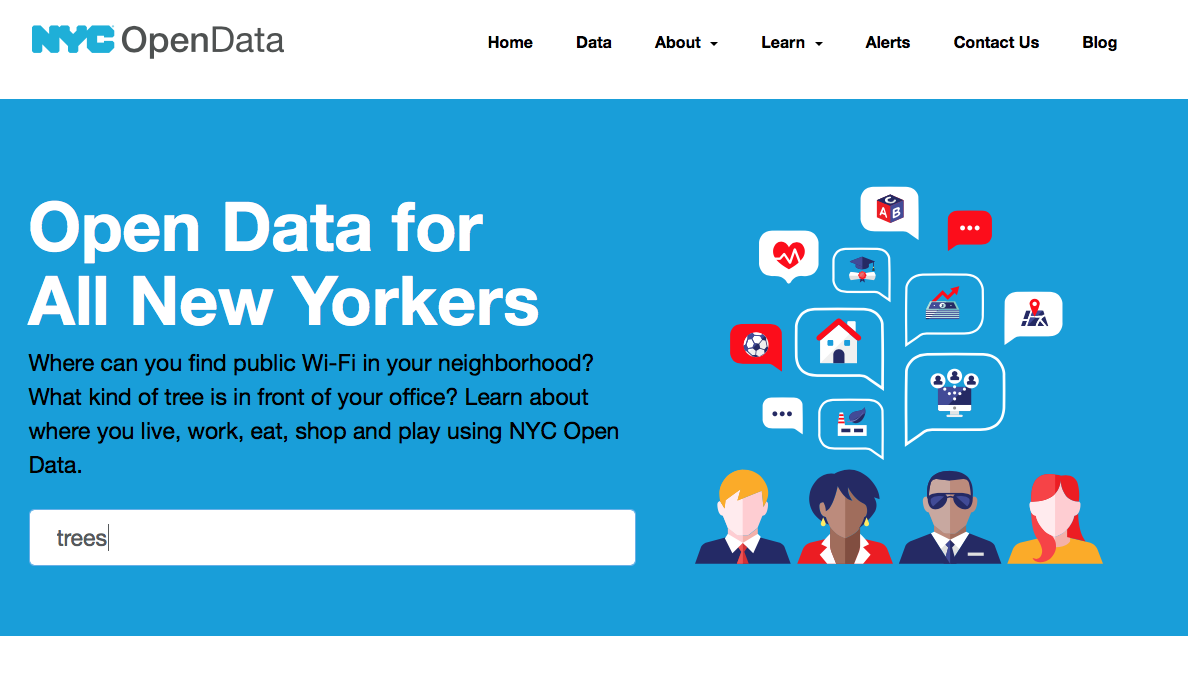 NYC OpenData
Home Data About Learn Alerts Contact Us Blog
Open Data for
All New Yorkers
Where can you find public Wi-Fi in your neighborhood?
What kind of tree is in front of your office? Learn about
where you live, work, eat, shop and play using NYC Open
Data.
trees
C
A B